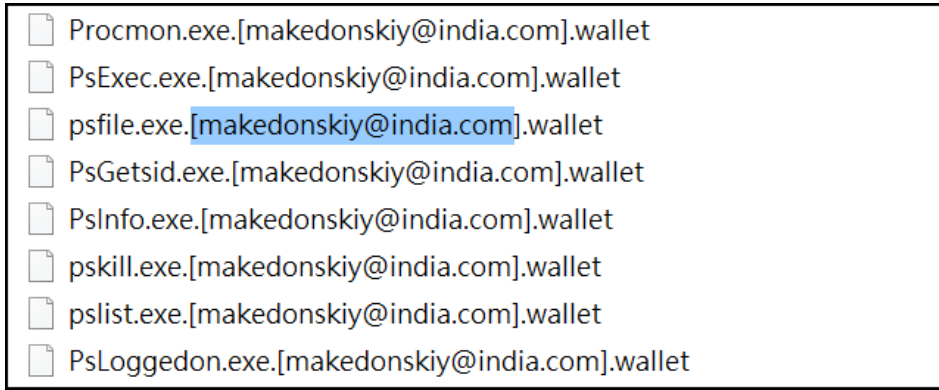 Procmon.exe.[makedonskiy@india.com].wallet
PsExec.exe.[makedonskiy@india.com].wallet
psfile.exe.[makedonskiy@india.com].wallet
PsGetsid.exe.[makedonskiy@india.com].wallet
PsInfo.exe.[makedonskiy@india.com].wallet
pskill.exe.[makedonskiy@india.com].wallet
pslist.exe.[makedonskiy@india.com].wallet
PsLoggedon.exe.[makedonskiy@india.com].wallet